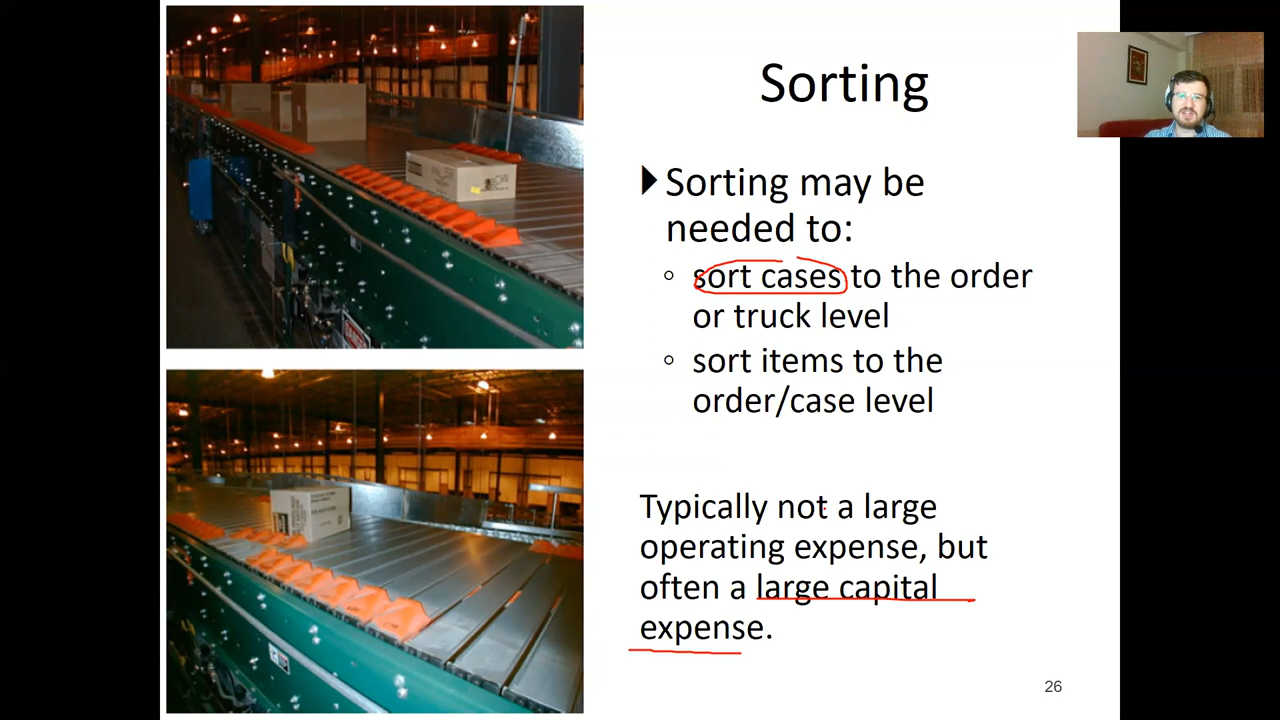 Sorting
Sorting may be
needed to:
sort cases to the order
or truck level
sort items to the
order/case level
Typically not a large
operating expense, but
often a large capital
expense.
26